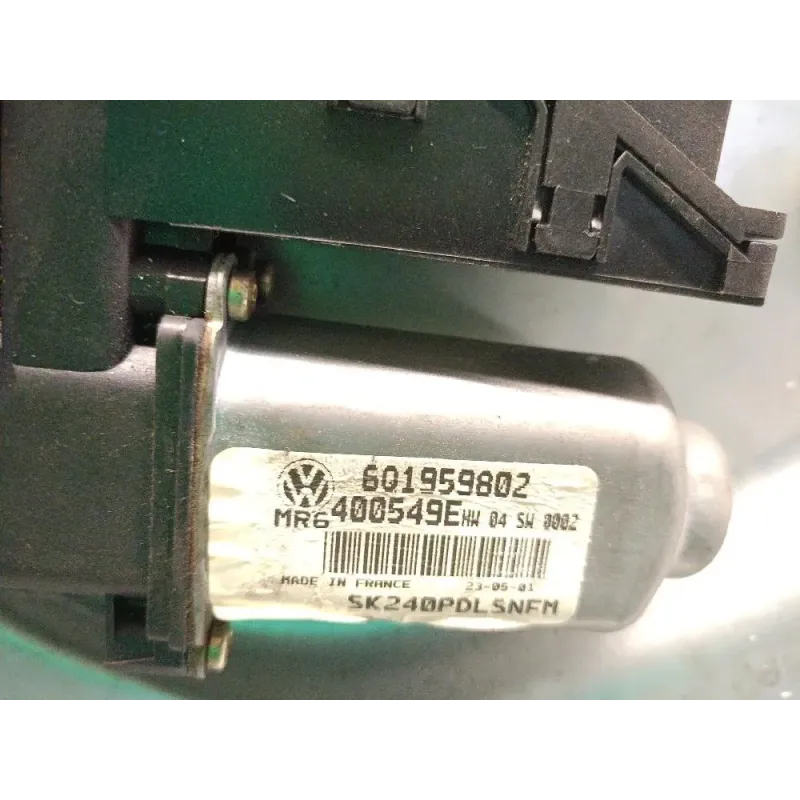 6Q1959802
MR6 400549E HW 04 SW 0002
MADE IN FRANCE 23-05-01
SK240PDLSNFM